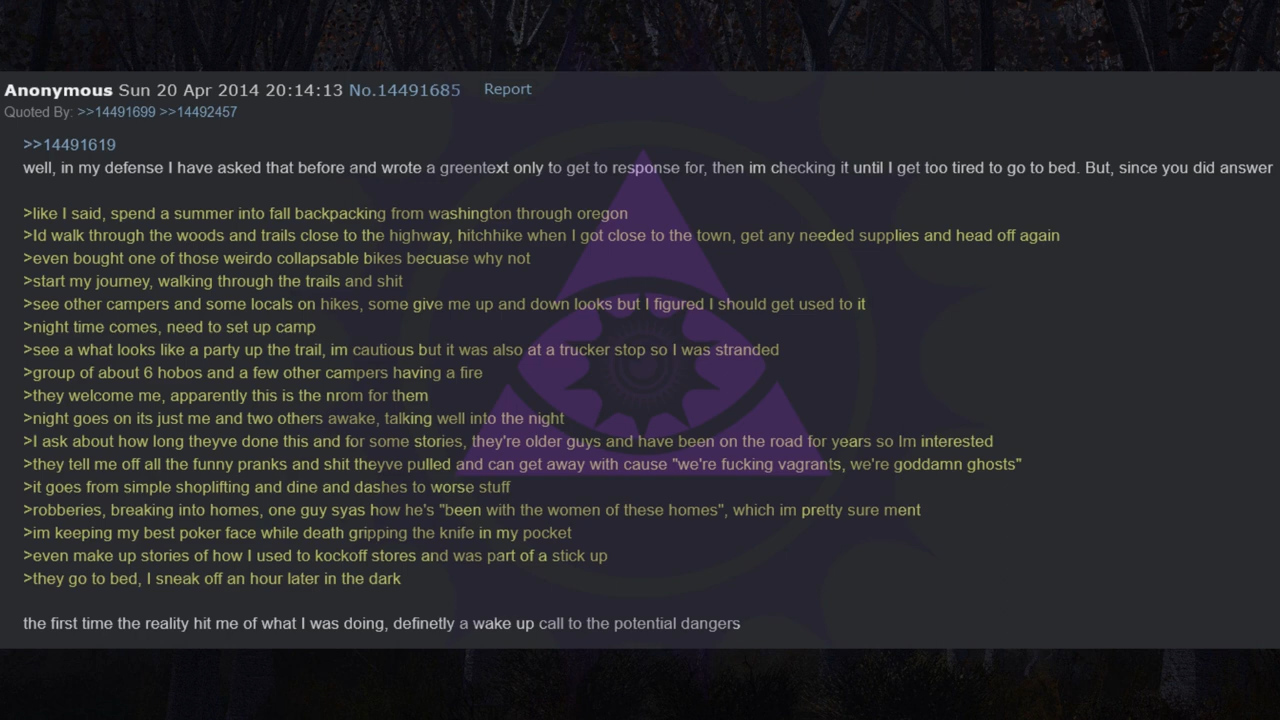 Anonymous Sun 20 Apr 2014 20:14:13 No.14491685 Report
Quoted By: >>14491699 >>14492457
>>14491619
well, in my defense I have asked that before and wrote a greentext only to get to response for, then im checking it until I get too tired to go to bed. But, since you did answer
>like I said, spend a summer into fall backpacking from washington through oregon
>Id walk through the woods and trails close to the highway, hitchhike when I got close to the town, get any needed supplies and head off again
>even bought one of those weirdo collapsable bikes becuase why not
>start my journey, walking through the trails and shit
>see other campers and some locals on hikes, some give me up and down looks but I figured I should get used to it
>night time comes, need to set up camp
>see a what looks like a party up the trail, im cautious but it was also at a trucker stop so I was stranded
>group of about 6 hobos and a few other campers having a fire
>they welcome me, apparently this is the nrom for them
>night goes on its just me and two others awake, talking well into the night
>I ask about how long theyve done this and for some stories, they're older guys and have been on the road for years so Im interested
>they tell me off all the funny pranks and shit theyve pulled and can get away with cause "we're fucking vagrants, we're goddamn ghosts"
>it goes from simple shoplifting and dine and dashes to worse stuff
>robberies, breaking into homes, one guy syas how he's "been with the women of these homes", which im pretty sure ment
>im keeping my best poker face while death gripping the knife in my pocket
>even make up stories of how I used to kockoff stores and was part of a stick up
>they go to bed, I sneak off an hour later in the dark
the first time the reality hit me of what I was doing, definetly a wake up call to the potential dangers